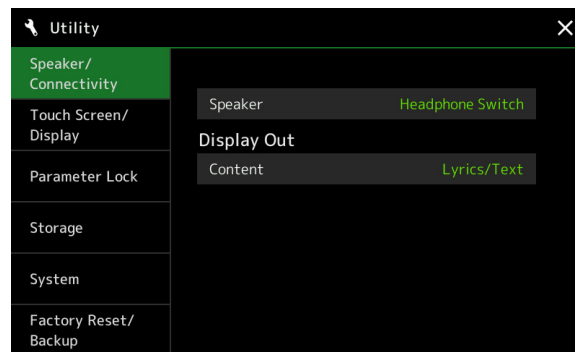 Utility
Speaker/
Connectivity
Touch Screen/
Display
Parameter Lock
Storage
System
Factory Reset/
Backup
Speaker Headphone Switch
Display Out
Content Lyrics/Text